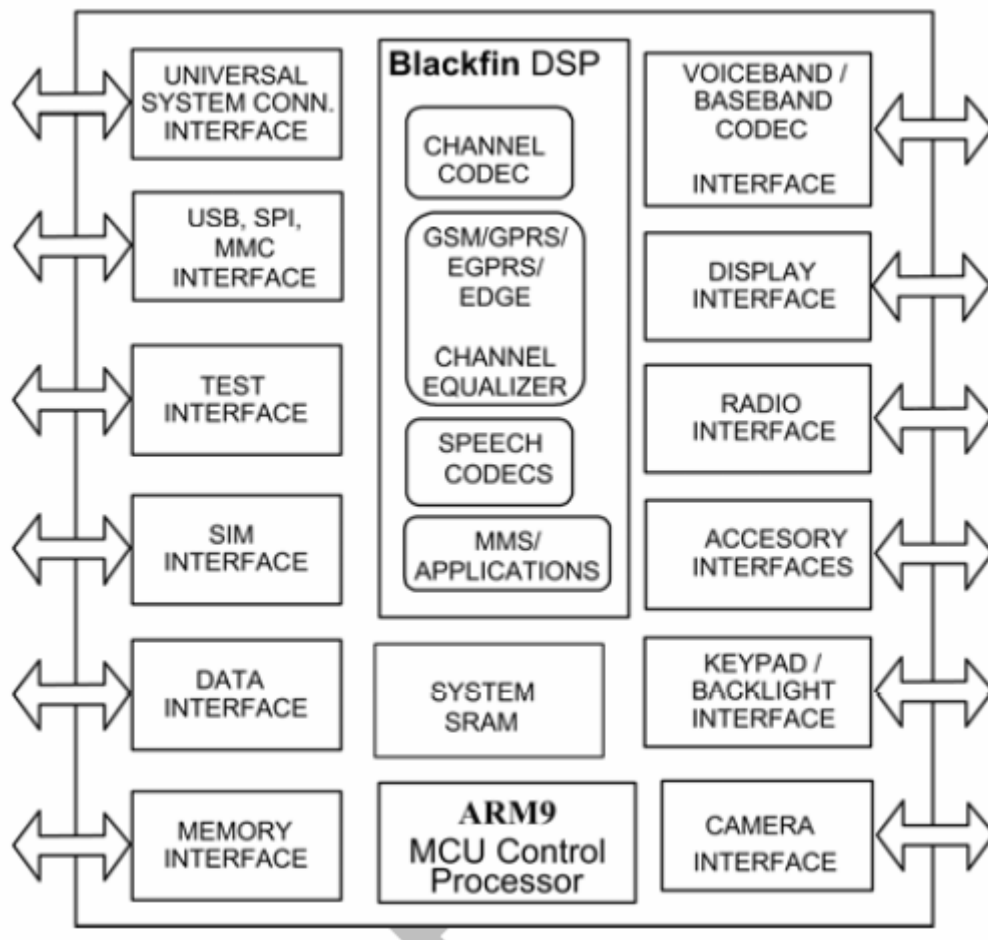 UNIVERSAL
SYSTEM CONN.
INTERFACE
USB, SPI,
MMC
INTERFACE
TEST
INTERFACE
SIM
INTERFACE
DATA
INTERFACE
MEMORY
INTERFACE
Blackfin DSP
CHANNEL
CODEC
GSM/GPRS/
EGPRS/
EDGE
CHANNEL
EQUALIZER
SPEECH
CODECS
MMS/
APPLICATIONS
SYSTEM
SRAM
ARM9
MCU Control
Processor
VOICEBAND /
BASEBAND
CODEC
INTERFACE
DISPLAY
INTERFACE
RADIO
INTERFACE
ACCESORY
INTERFACES
KEYPAD /
BACKLIGHT
INTERFACE
CAMERA
INTERFACE